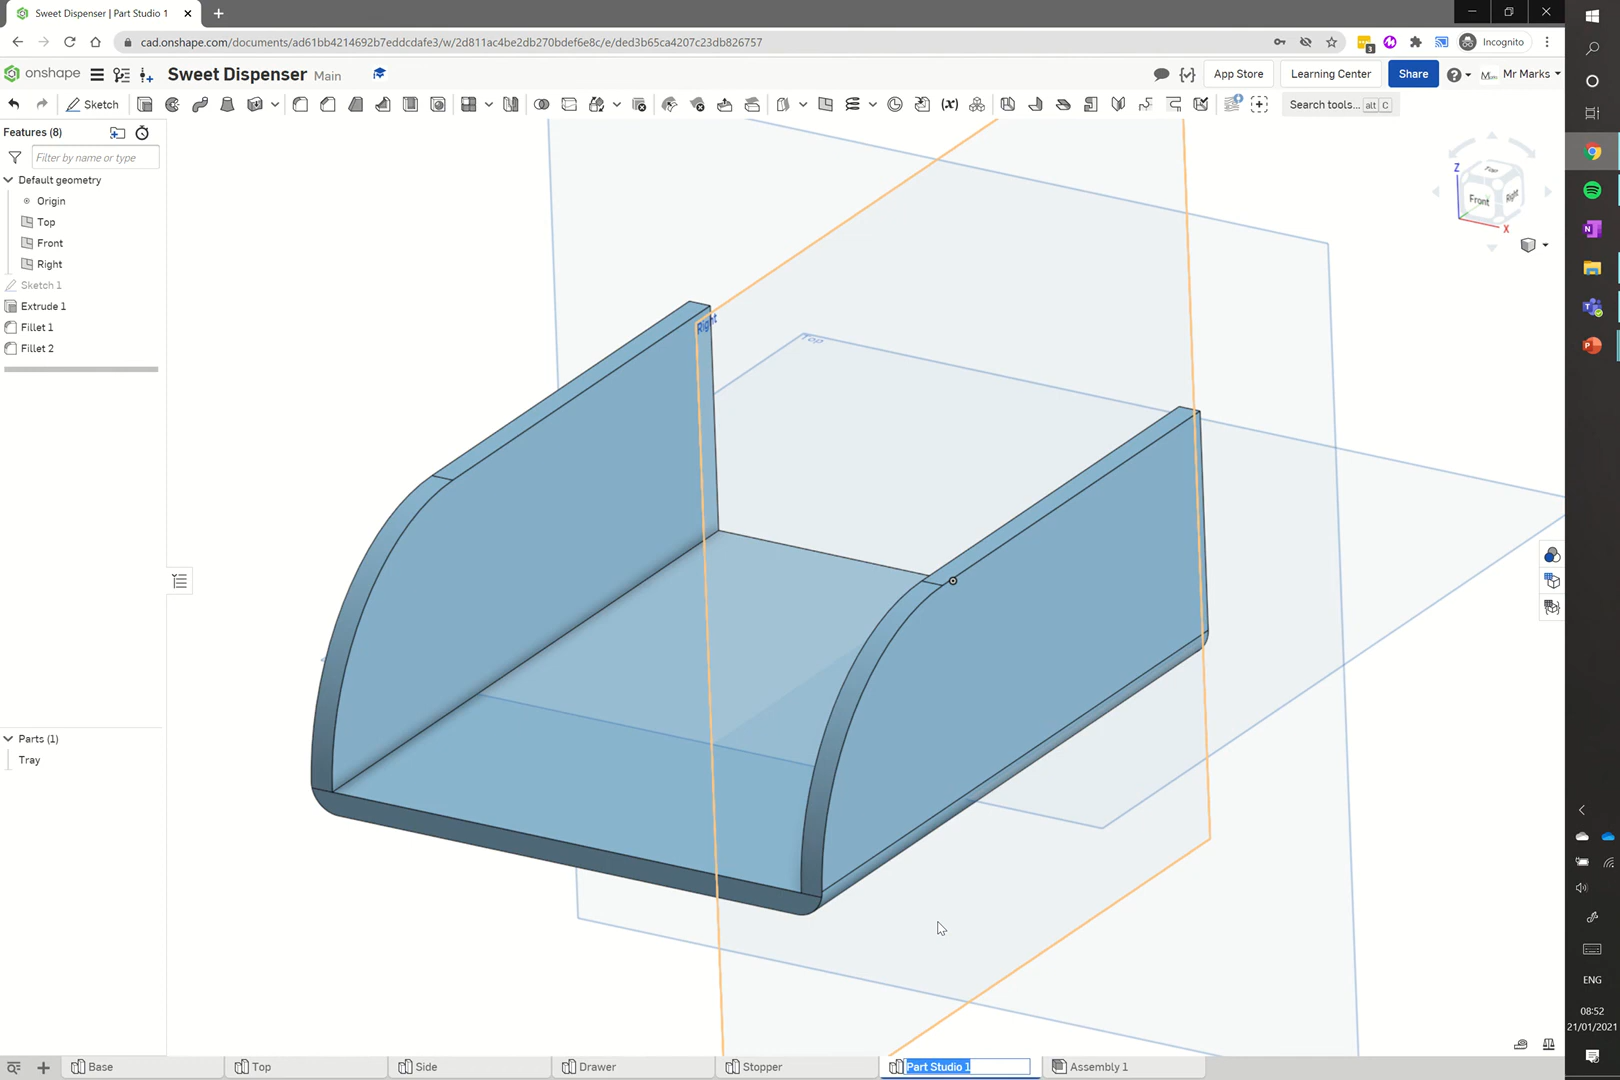 Sweet Dispenser | Part Studio 1
cad.onshape.com/documents/ad61bb4214692b7eddcdafe3/w/2d811ac4be2db270bdef6e8c/e/ded3b65ca4207c23db826757
3
Incognito
onshape
Sweet Dispenser Main
App Store
Learning Center
Share
Mr Marks
Sketch
(x)
Search tools... alt C
Features (8)
Filter by name or type
Default geometry
Origin
Top
Front
Right
Sketch 1
Extrude 1
Fillet 1
Fillet 2
Parts (1)
Tray
Right
Top
Z
Top
Front
Right
X
ENG
08:52
21/01/2021
Base
Top
Side
Drawer
Stopper
Part Studio 1
Assembly 1